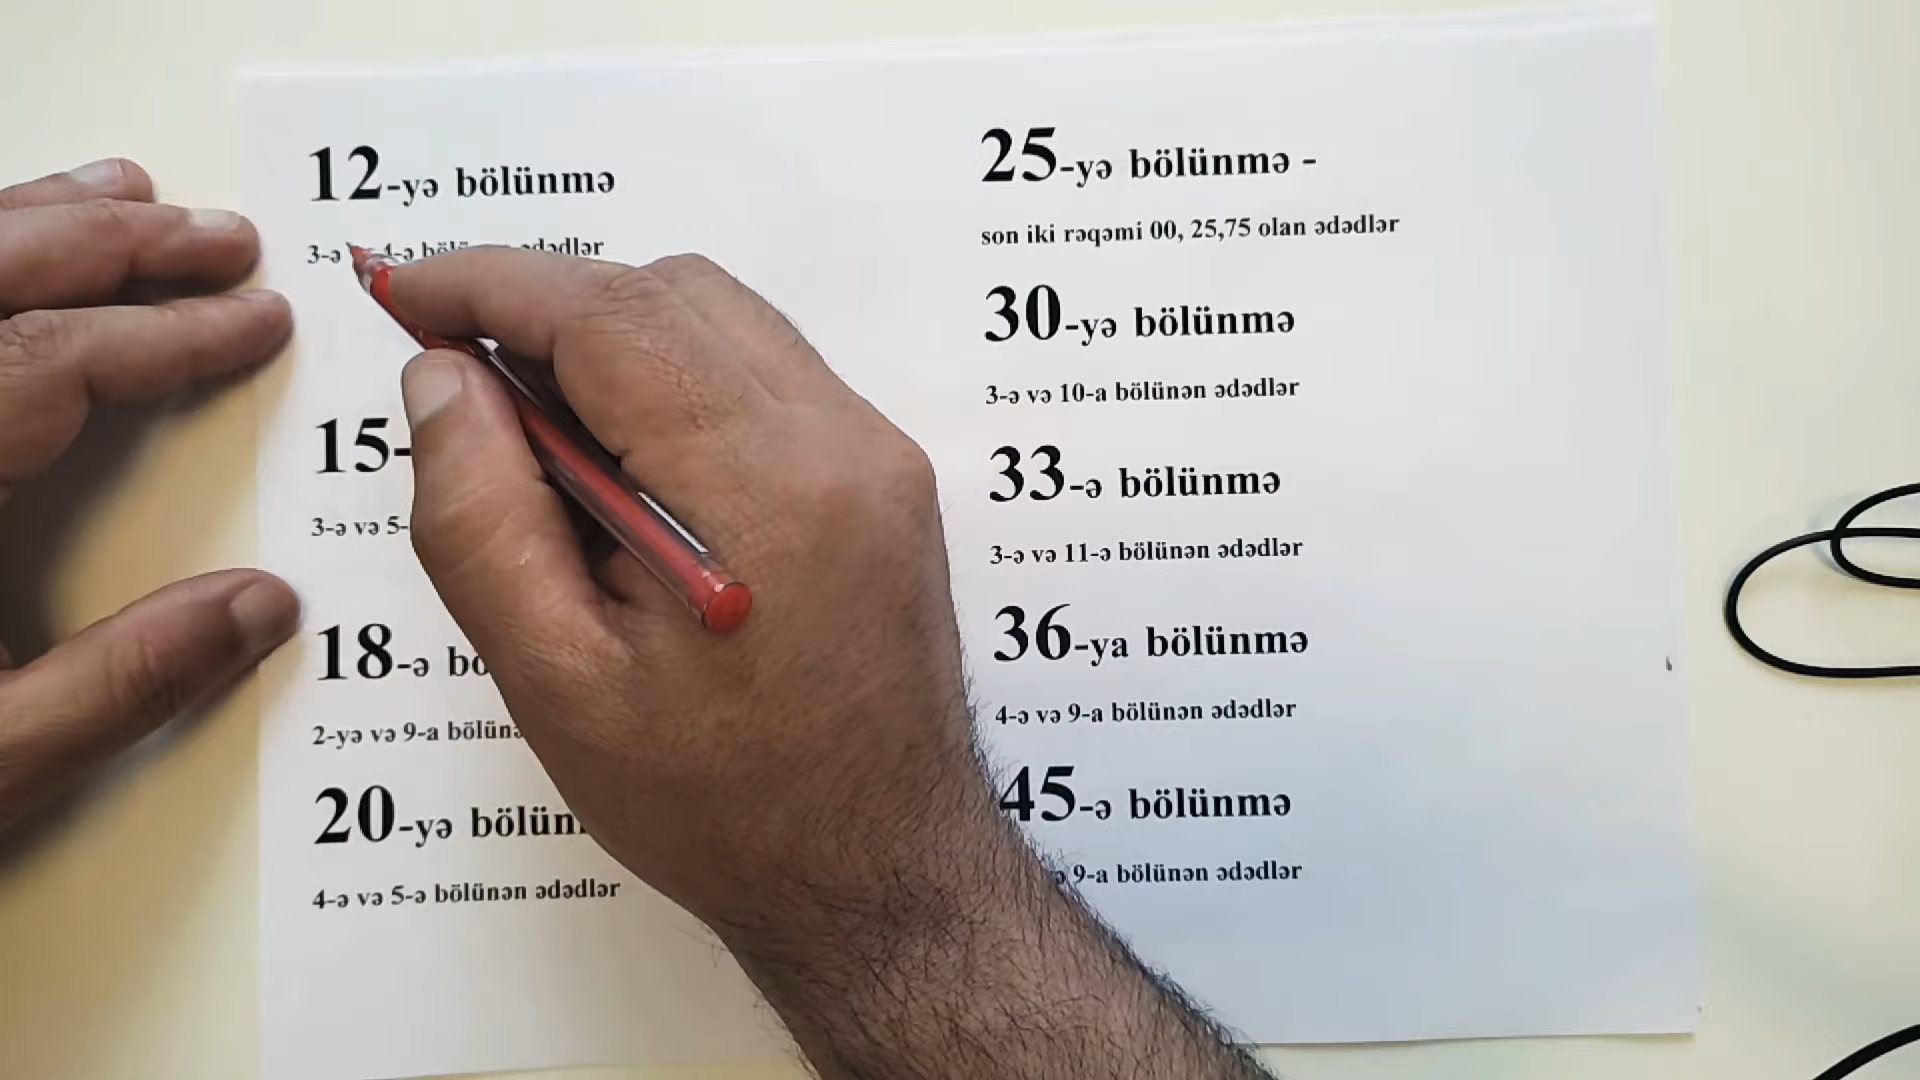 12-yə bölünmə
3-ə 4-ə
15-
3-ə və 5-
18-ə
2-yə və 9-a
20-yə
4-ə və 5-ə bölünən ədədlər
25-yə bölünmə -
son iki rəqəmi 00, 25,75 olan ədədlər
30-yə bölünmə
3-ə və 10-a bölünən ədədlər
33-ə bölünmə
3-ə və 11-ə bölünən ədədlər
36-ya bölünmə
4-ə və 9-a bölünən ədədlər
45-ə bölünmə
9-a bölünən ədədlər